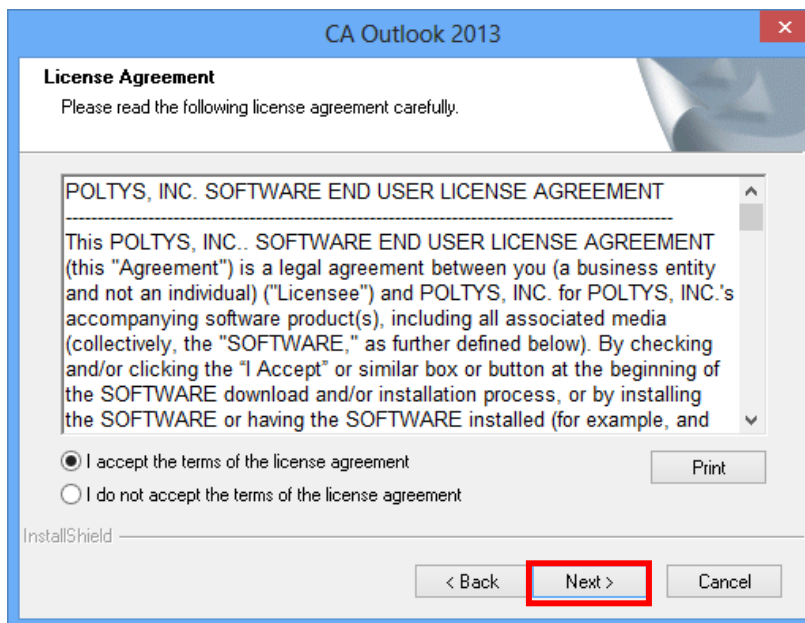 CA Outlook 2013
License Agreement
Please read the following license agreement carefully.
POLTYS, INC. SOFTWARE END USER LICENSE AGREEMENT
--------------------------------------------------------------------------------------------------
This POLTYS, INC.. SOFTWARE END USER LICENSE AGREEMENT
(this "Agreement") is a legal agreement between you (a business entity
and not an individual) ("Licensee") and POLTYS, INC. for POLTYS, INC.'s
accompanying software product(s), including all associated media
(collectively, the "SOFTWARE," as further defined below). By checking
and/or clicking the “I Accept” or similar box or button at the beginning of
the SOFTWARE download and/or installation process, or by installing
the SOFTWARE or having the SOFTWARE installed (for example, and
I accept the terms of the license agreement
Print
I do not accept the terms of the license agreement
InstallShield
< Back Next > Cancel